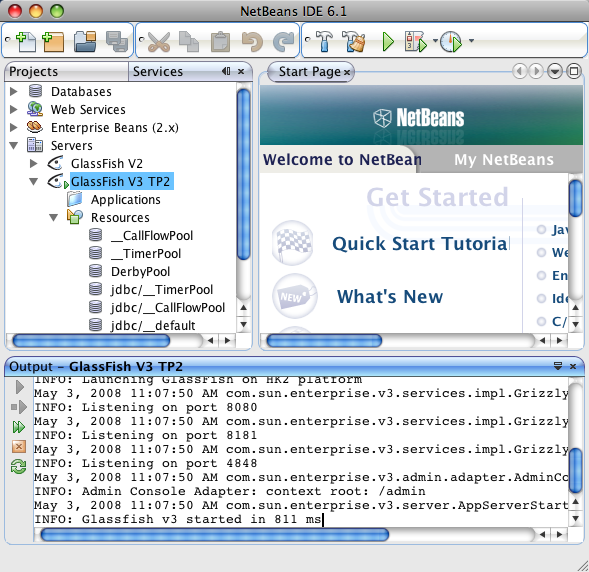 NetBeans IDE 6.1
Projects
Services
Start Page
Databases
Web Services
Enterprise Beans (2.x)
Servers
GlassFish V2
GlassFish V3 TP2
Applications
Resources
__CallFlowPool
__TimerPool
DerbyPool
jdbc/__TimerPool
jdbc/__CallFlowPool
jdbc/__default
NetBeans
Welcome to NetBean
My NetBeans
Get Started
Quick Start Tutoria
NEW
What's New
Jav
We
En
Ide
C/
Output - GlassFish V3 TP2
INFO: Launching GlassFish on HK2 platform
May 3, 2008 11:07:50 AM com.sun.enterprise.v3.services.impl.Grizzly
INFO: Listening on port 8080
May 3, 2008 11:07:50 AM com.sun.enterprise.v3.services.impl.Grizzly
INFO: Listening on port 8181
May 3, 2008 11:07:50 AM com.sun.enterprise.v3.services.impl.Grizzly
INFO: Listening on port 4848
May 3, 2008 11:07:50 AM com.sun.enterprise.v3.admin.adapter.AdminCo
INFO: Admin Console Adapter: context root: /admin
May 3, 2008 11:07:50 AM com.sun.enterprise.v3.server.AppServerStart
INFO: Glassfish v3 started in 811 ms